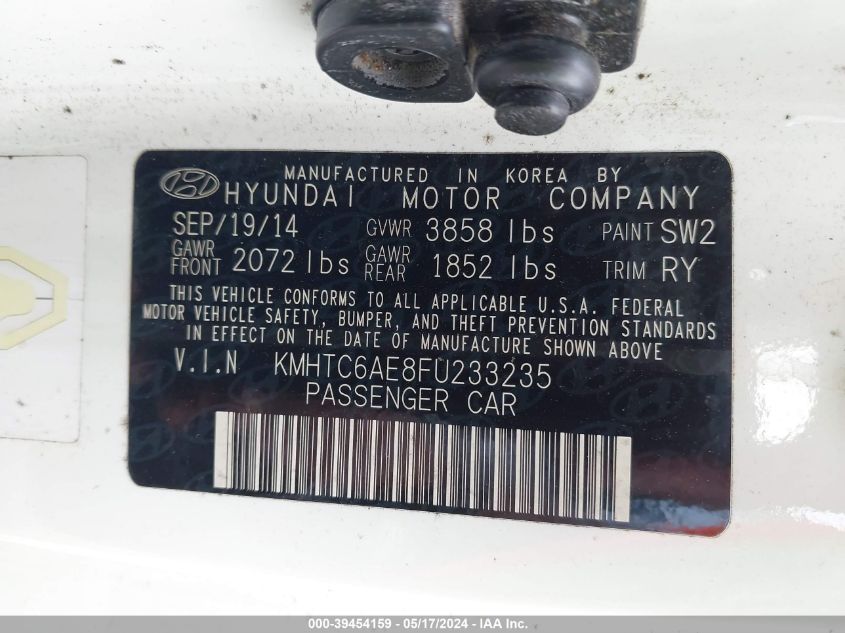 MANUFACTURED IN KOREA BY
HYUNDAI MOTOR COMPANY
SEP/19/14 GVWR 3858 lbs PAINT SW2
GAWR FRONT 2072 lbs GAWR REAR 1852 lbs TRIM RY
THIS VEHICLE CONFORMS TO ALL APPLICABLE U.S.A. FEDERAL
MOTOR VEHICLE SAFETY, BUMPER, AND THEFT PREVENTION STANDARDS
IN EFFECT ON THE DATE OF MANUFACTURE SHOWN ABOVE
V.I.N KMHTC6AE8FU233235
PASSENGER CAR
000-39454159 - 05/17/2024 - IAAI Inc.